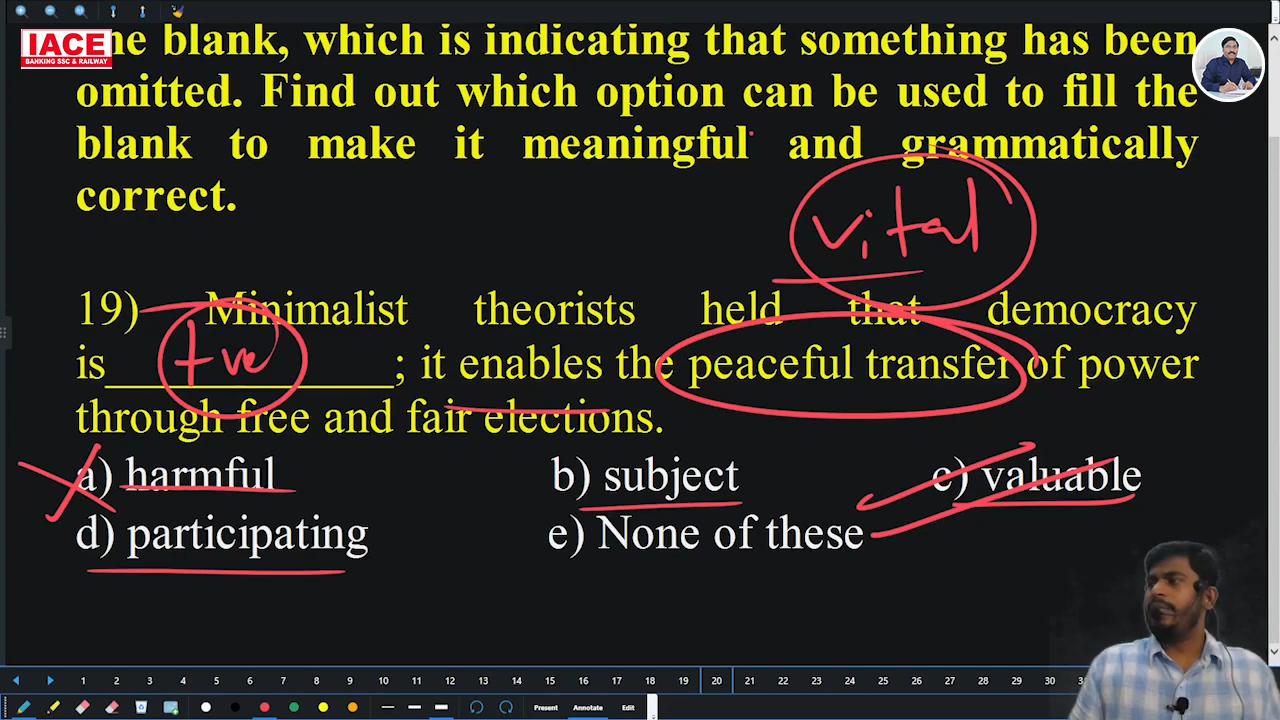 IACE
BANKING SSC & RAILWAY
he blank, which is indicating that something has been
omitted. Find out which option can be used to fill the
blank to make it meaningful and grammatically
correct.
vital
19) Minimalist theorists held that democracy
is______________; it enables the peaceful transfer of power
+ve
through free and fair elections.
a) harmful b) subject c) valuable
d) participating e) None of these
1 2 3 4 5 6 7 8 9 10 11 12 13 14 15 16 17 18 19 20 21 22 23 24 25 26 27 28 29 30 31
Present Annotate Edit